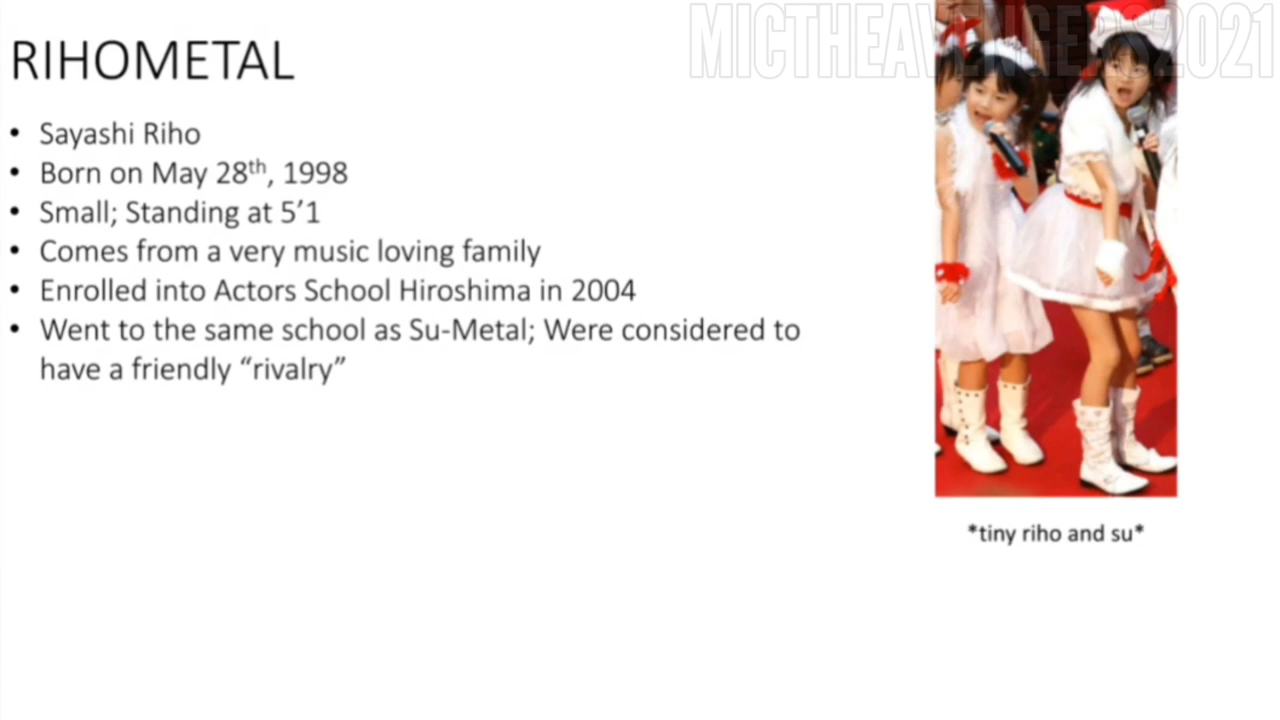 MICTHEAVENGERS2021
RIHOMETAL
• Sayashi Riho
• Born on May 28th, 1998
• Small; Standing at 5’1
• Comes from a very music loving family
• Enrolled into Actors School Hiroshima in 2004
• Went to the same school as Su-Metal; Were considered to
have a friendly “rivalry”
*tiny riho and su*